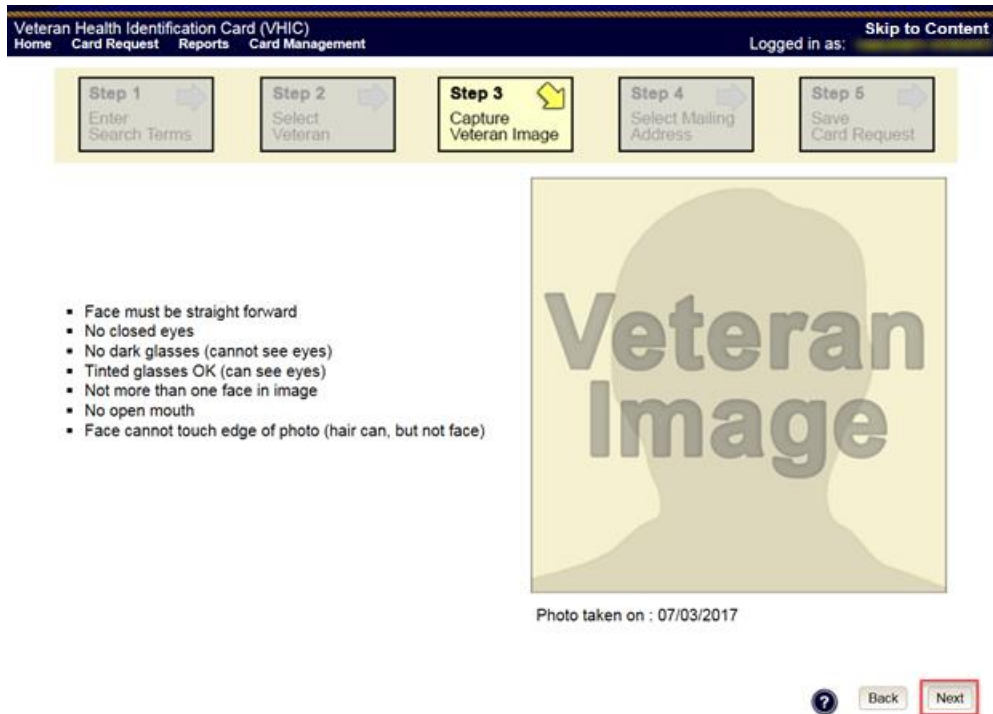 Veteran Health Identification Card (VHIC)
Skip to Content
Home Card Request Reports Card Management
Logged in as:
Step 1
Enter
Search Terms
Step 2
Select
Veteran
Step 3
Capture
Veteran Image
Step 4
Select Mailing
Address
Step 5
Save
Card Request
▪ Face must be straight forward
▪ No closed eyes
▪ No dark glasses (cannot see eyes)
▪ Tinted glasses OK (can see eyes)
▪ Not more than one face in image
▪ No open mouth
▪ Face cannot touch edge of photo (hair can, but not face)
Veteran
Image
Photo taken on : 07/03/2017
? Back Next